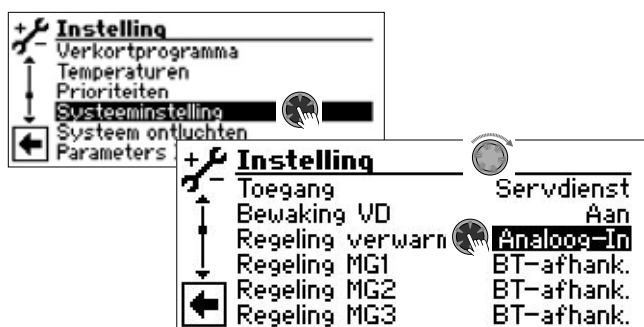 Instelling
Verkortprogramma
Temperaturen
Prioriteiten
Systeeminstelling
Systeem ontluchten
Parameters
Instelling
Toegang Servdienst
Bewaking VD Aan
Regeling verwarm Analoog-In
Regeling MG1 BT-afhank.
Regeling MG2 BT-afhank.
Regeling MG3 BT-afhank.